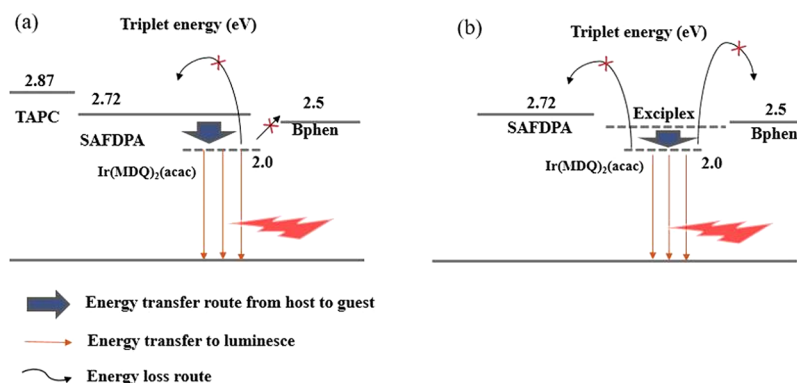 (a)
Triplet energy (eV)
2.87
TAPC
2.72
SAFDPA
2.5
Bphen
2.0
Ir(MDQ)2(acac)
(b)
Triplet energy (eV)
2.72
SAFDPA
Exciplex
2.5
Bphen
2.0
Ir(MDQ)2(acac)
Energy transfer route from host to guest
Energy transfer to luminesce
Energy loss route